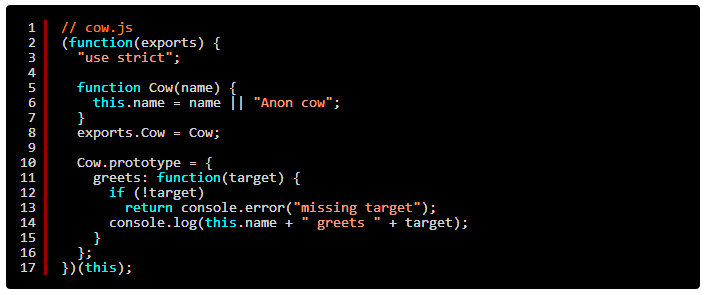 1 // cow.js
2 (function(exports) {
3   "use strict";
4
5   function Cow(name) {
6     this.name = name || "Anon cow";
7   }
8   exports.Cow = Cow;
9
10   Cow.prototype = {
11     greets: function(target) {
12       if (!target)
13         return console.error("missing target");
14       console.log(this.name + " greets " + target);
15     }
16   };
17 })(this);